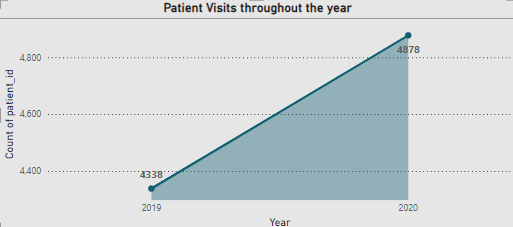 Patient Visits throughout the year
Count of patient_id
4.800
4.600
4.400
4338
4878
2019
2020
Year